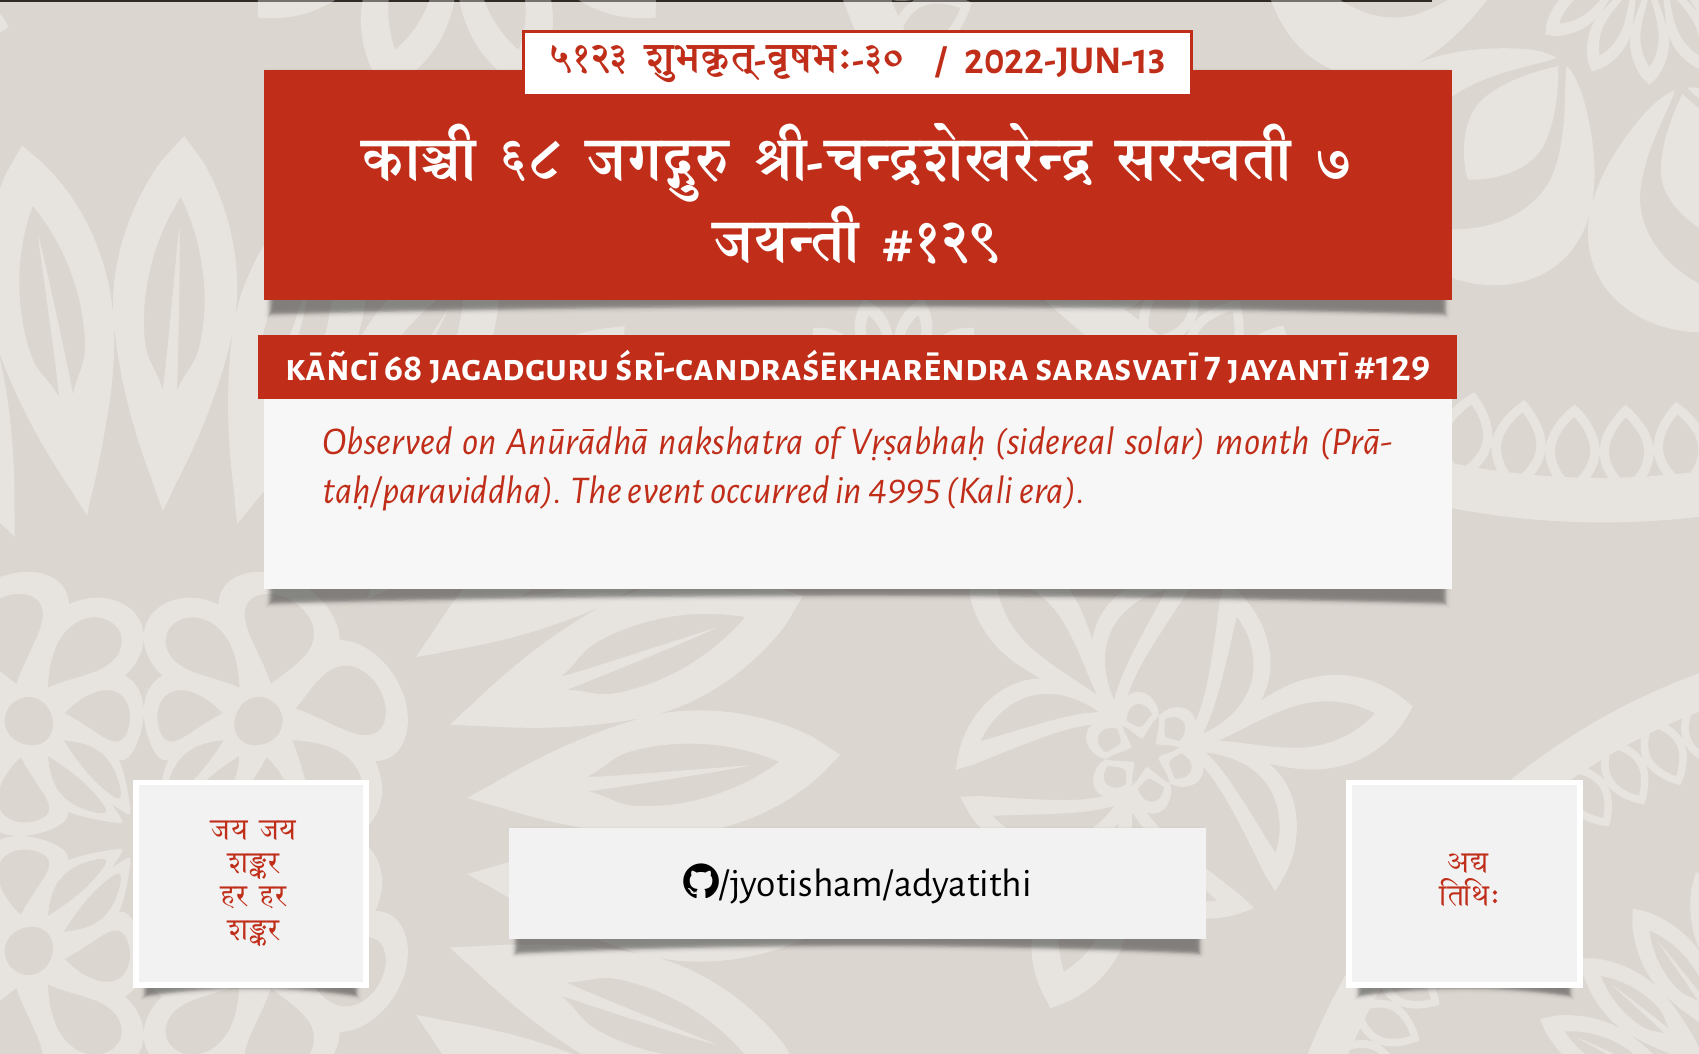 ५१२३ शुभकृत्-वृषभः-३० / 2022-JUN-13
काञ्ची ६८ जगद्गुरु श्री-चन्द्रशेखरेन्द्र सरस्वती ७
जयन्ती #१२९
KĀÑCĪ 68 JAGADGURU ŚRĪ-CANDRAŚĒKHARĒNDRA SARASVATĪ 7 JAYANTĪ #129
Observed on Anūrādhā nakshatra of Vṛṣabhaḥ (sidereal solar) month (Prā-
taḥ/paraviddha). The event occurred in 4995 (Kali era).
जय जय
शङ्कर
हर हर
शङ्कर
/jyotisham/adyatithi
अद्य
तिथिः